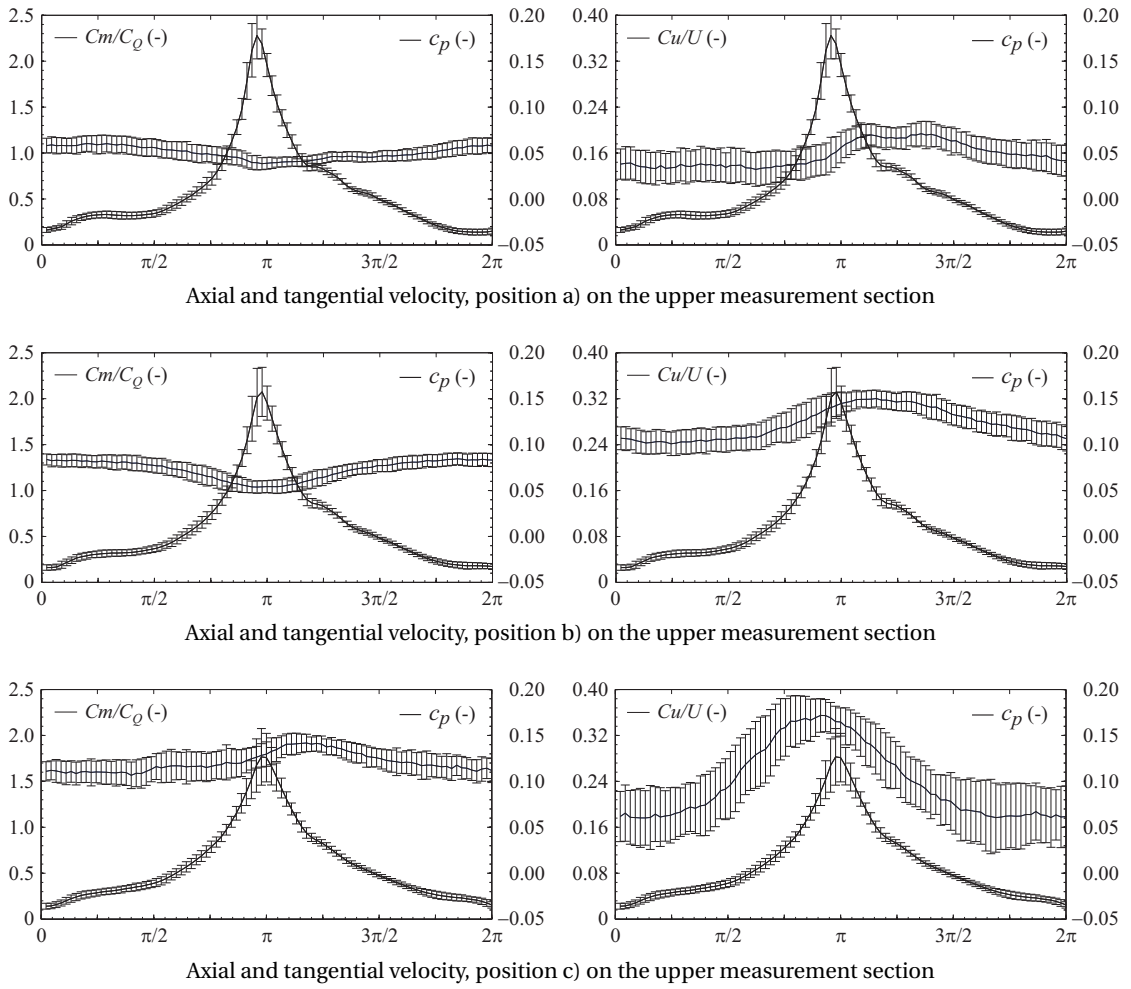 2.5 0.20 0.40 0.20
Cm/C_Q (-) c_p (-) Cu/U (-) c_p (-)
2.0 0.15 0.32 0.15
1.5 0.10 0.24 0.10
1.0 0.05 0.16 0.05
0.5 0.00 0.08 0.00
0 −0.05 0 −0.05
0 π/2 π 3π/2 2π 0 π/2 π 3π/2 2π
Axial and tangential velocity, position a) on the upper measurement section
2.5 0.20 0.40 0.20
Cm/C_Q (-) c_p (-) Cu/U (-) c_p (-)
2.0 0.15 0.32 0.15
1.5 0.10 0.24 0.10
1.0 0.05 0.16 0.05
0.5 0.00 0.08 0.00
0 −0.05 0 −0.05
0 π/2 π 3π/2 2π 0 π/2 π 3π/2 2π
Axial and tangential velocity, position b) on the upper measurement section
2.5 0.20 0.40 0.20
Cm/C_Q (-) c_p (-) Cu/U (-) c_p (-)
2.0 0.15 0.32 0.15
1.5 0.10 0.24 0.10
1.0 0.05 0.16 0.05
0.5 0.00 0.08 0.00
0 −0.05 0 −0.05
0 π/2 π 3π/2 2π 0 π/2 π 3π/2 2π
Axial and tangential velocity, position c) on the upper measurement section